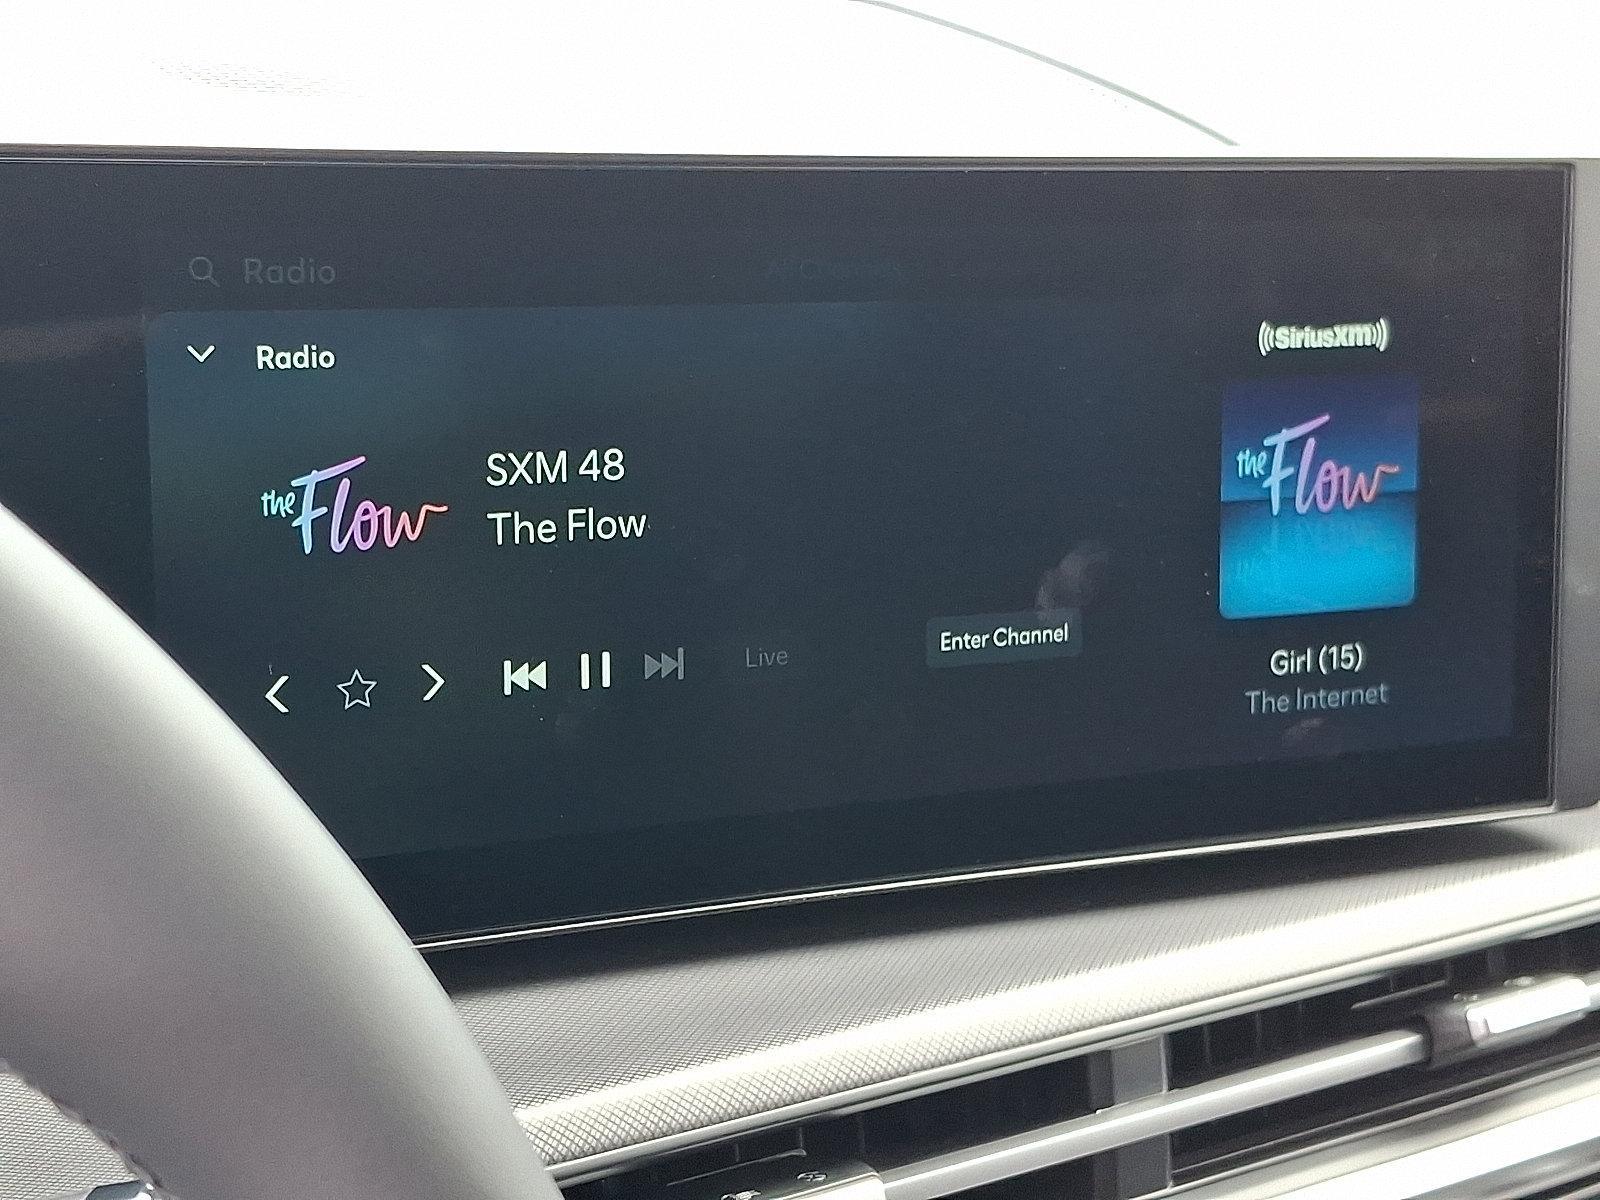 Radio
Radio
SiriusXM
the Flow
SXM 48
The Flow
the Flow
Live
Enter Channel
Girl (15)
The Internet